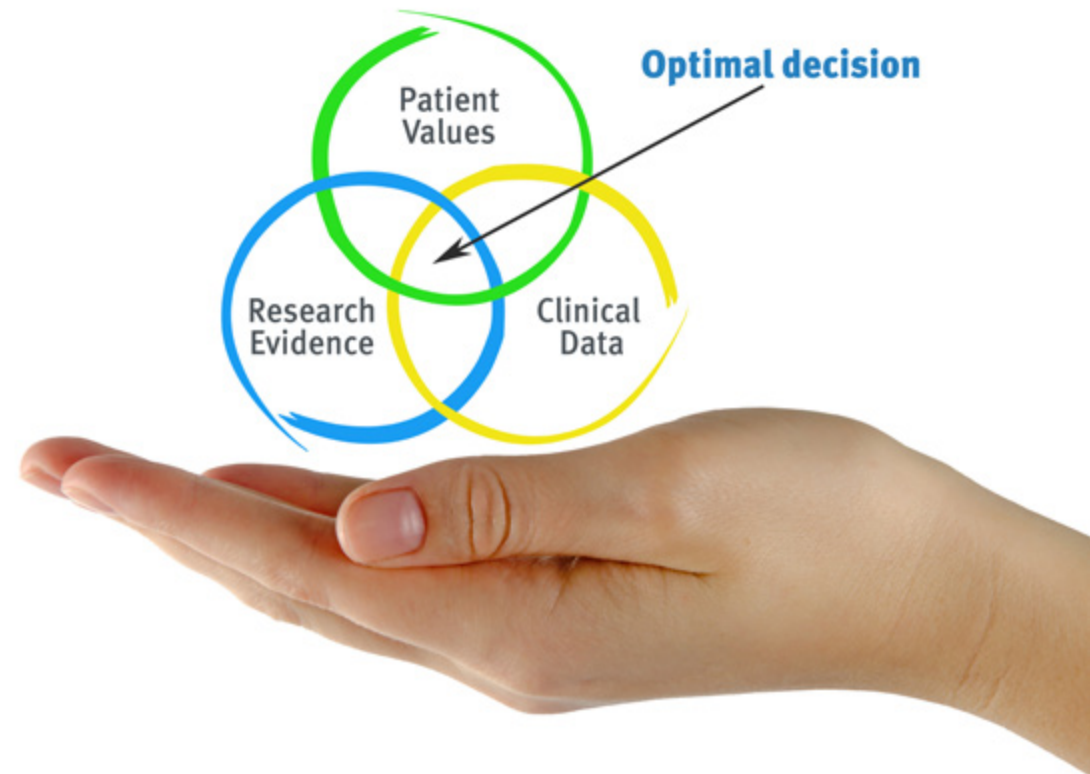 Optimal decision
Patient
Values
Research
Evidence
Clinical
Data